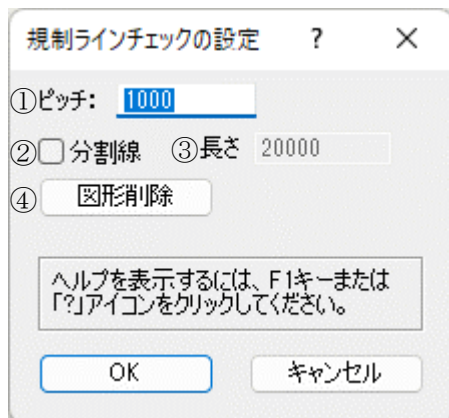 規制ラインチェックの設定 ? ×
①ピッチ: 1000
②分割線 ③長さ 20000
④図形削除
ヘルプを表示するには、F1キーまたは
「?」アイコンをクリックしてください。
OK キャンセル